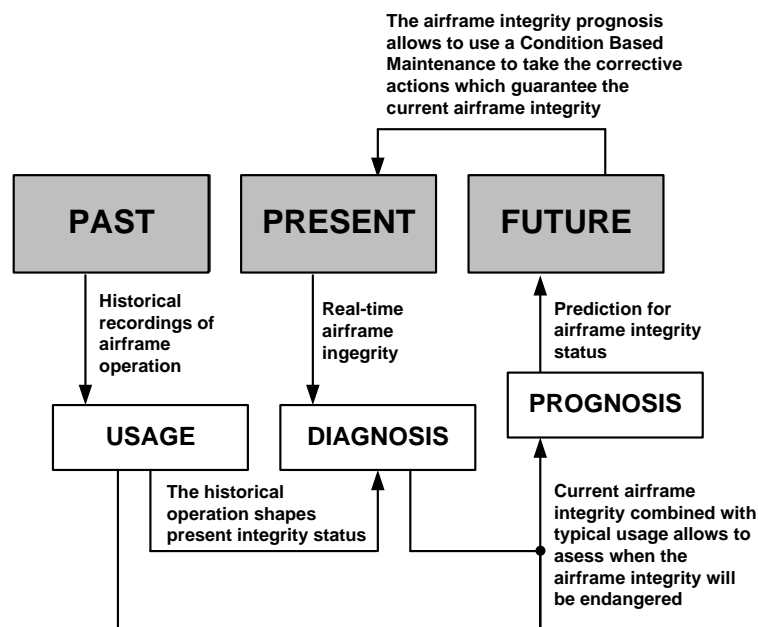 The airframe integrity prognosis
allows to use a Condition Based
Maintenance to take the corrective
actions which guarantee the
current airframe integrity
PAST
PRESENT
FUTURE
Historical
recordings of
airframe
operation
Real-time
airframe
ingegrity
Prediction for
airframe integrity
status
USAGE
DIAGNOSIS
PROGNOSIS
The historical
operation shapes
present integrity status
Current airframe
integrity combined with
typical usage allows to
asess when the
airframe integrity will
be endangered